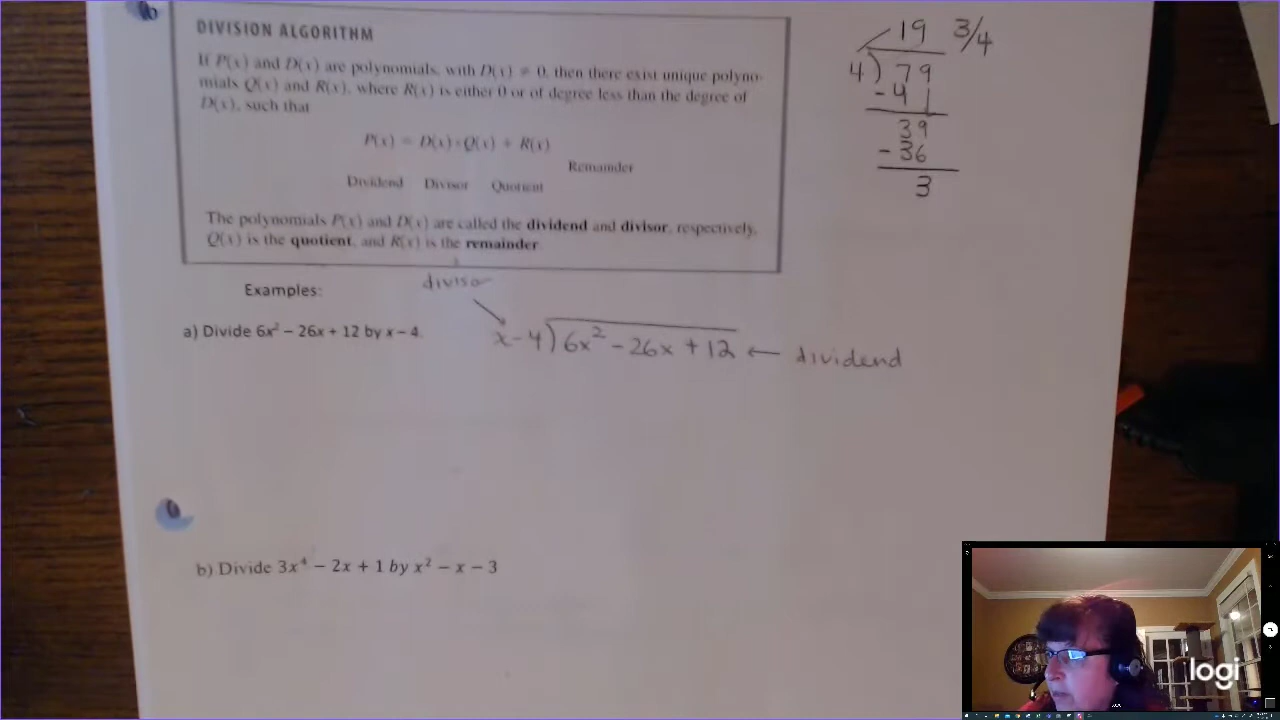 DIVISION ALGORITHM
If P(x) and D(x) are polynomials, with D(x) ≠ 0, then there exist unique polyno-
mials Q(x) and R(x), where R(x) is either 0 or of degree less than the degree of
D(x), such that
P(x) = D(x) · Q(x) + R(x)
Remainder
Dividend Divisor Quotient
The polynomials P(x) and D(x) are called the dividend and divisor, respectively,
Q(x) is the quotient, and R(x) is the remainder
19 3/4
4)79
-4
39
-36
3
Examples:
divisor
a) Divide 6x² − 26x + 12 by x − 4.
x-4)6x² - 26x + 12 ← dividend
b) Divide 3x⁴ − 2x + 1 by x² − x − 3
logi